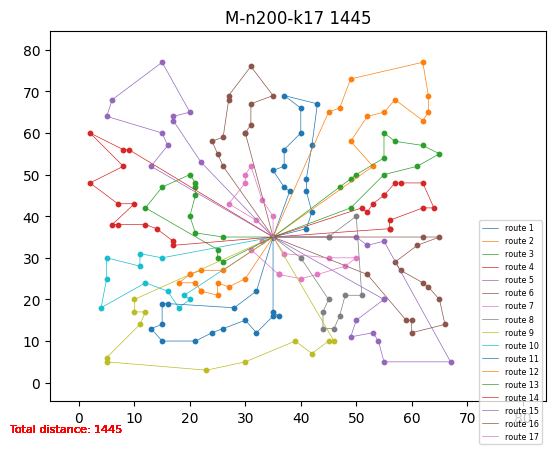 M-n200-k17 1445
80
70
60
50
40
30
20
10
0
0 10 20 30 40 50 60 70 80
route 1
route 2
route 3
route 4
route 5
route 6
route 7
route 8
route 9
route 10
route 11
route 12
route 13
route 14
route 15
route 16
route 17
Total distance: 1445